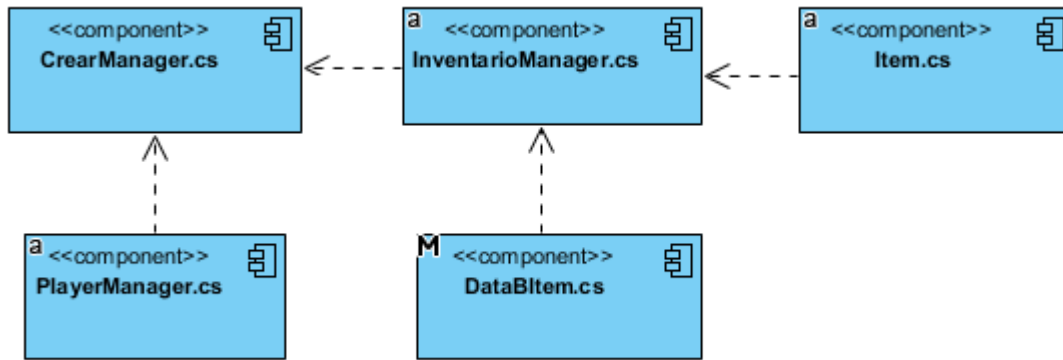 <<component>>
CrearManager.cs
a
<<component>>
InventarioManager.cs
a
<<component>>
Item.cs
a
<<component>>
PlayerManager.cs
M
<<component>>
DataBItem.cs